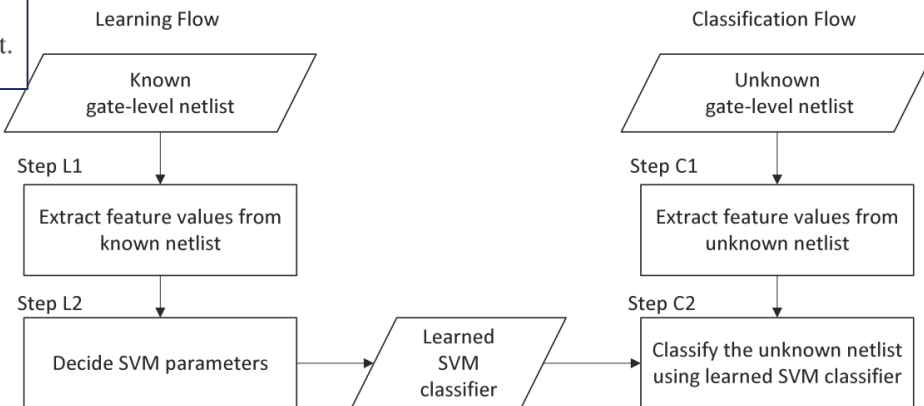 t.
Learning Flow
Known
gate-level netlist
Step L1
Extract feature values from
known netlist
Step L2
Decide SVM parameters
Learned
SVM
classifier
Classification Flow
Unknown
gate-level netlist
Step C1
Extract feature values from
unknown netlist
Step C2
Classify the unknown netlist
using learned SVM classifier